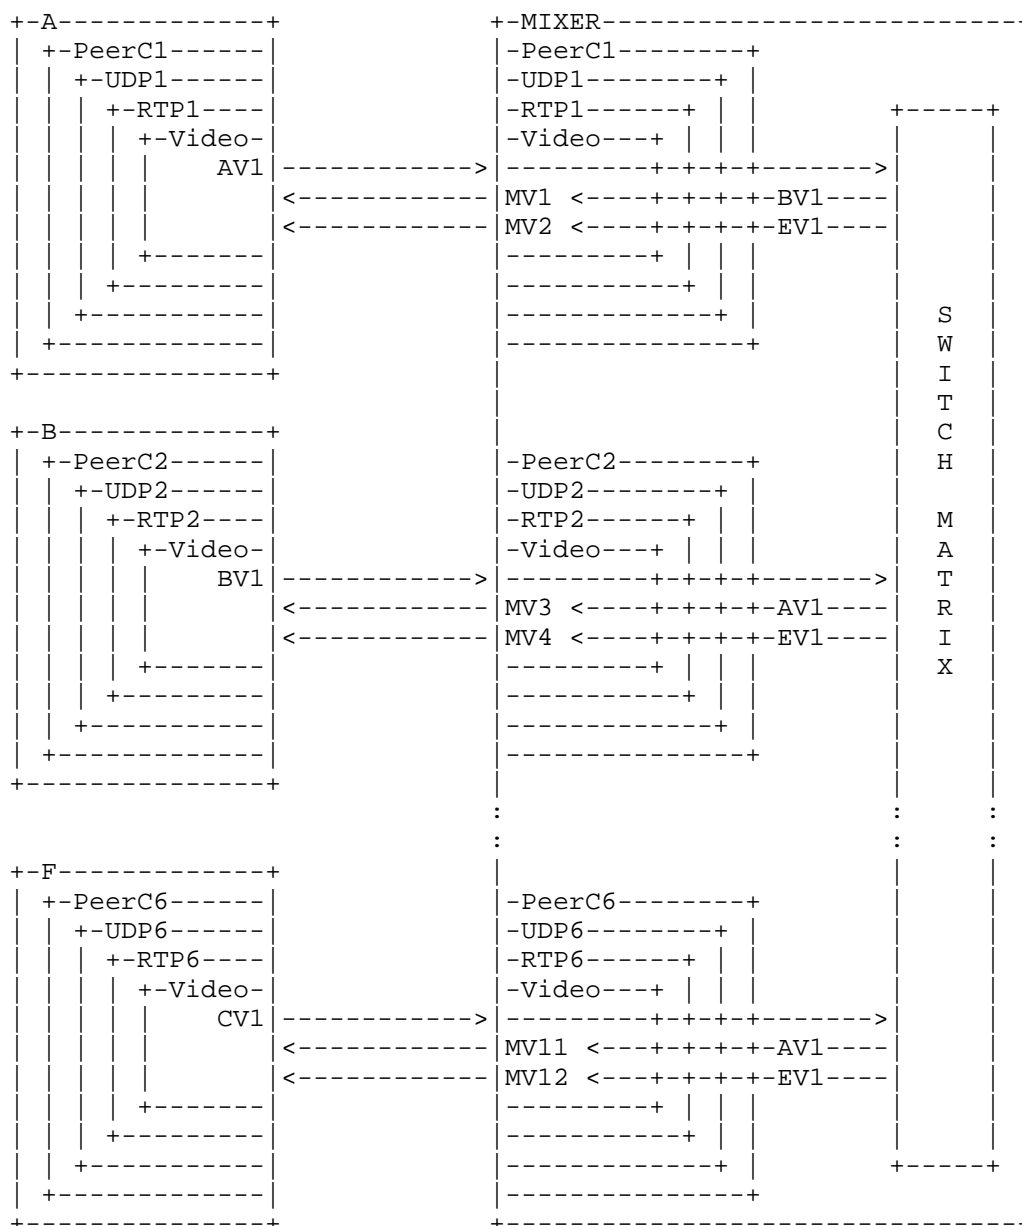 +-A---------------+                +-MIXER--------------------------
| +-PeerC1------|                |-PeerC1--------+
| | +-UDP1------|                |-UDP1--------+ |
| | | +-RTP1----|                |-RTP1------+ | |            +-----+
| | | | +-Video-|                |-Video---+ | | |            |     |
| | | | |    AV1|------------>|---------+-+-+-+------->|     |
| | | | |       |<------------|MV1 <----+-+-+-+-BV1----|     |
| | | | |       |<------------|MV2 <----+-+-+-+-EV1----|     |
| | | | +-------|                |---------+ | | |            |     |
| | | +---------|                |-----------+ | |            |     |
| | +-----------|                |-------------+ |            |  S  |
| +-------------|                |---------------+            |  W  |
+---------------+                |                            |  I  |
                                 |                            |  T  |
+-B-------------+                |                            |  C  |
| +-PeerC2------|                |-PeerC2--------+            |  H  |
| | +-UDP2------|                |-UDP2--------+ |            |     |
| | | +-RTP2----|                |-RTP2------+ | |            |  M  |
| | | | +-Video-|                |-Video---+ | | |            |  A  |
| | | | |    BV1|------------>|---------+-+-+-+------->|  T  |
| | | | |       |<------------|MV3 <----+-+-+-+-AV1----|  R  |
| | | | |       |<------------|MV4 <----+-+-+-+-EV1----|  I  |
| | | | +-------|                |---------+ | | |            |  X  |
| | | +---------|                |-----------+ | |            |     |
| | +-----------|                |-------------+ |            |     |
| +-------------|                |---------------+            |     |
+---------------+                |                            |     |
                                 :                            :     :
                                 :                            :     :
+-F-------------+                |                            |     |
| +-PeerC6------|                |-PeerC6--------+            |     |
| | +-UDP6------|                |-UDP6--------+ |            |     |
| | | +-RTP6----|                |-RTP6------+ | |            |     |
| | | | +-Video-|                |-Video---+ | | |            |     |
| | | | |    CV1|------------>|---------+-+-+-+------->|     |
| | | | |       |<------------|MV11 <---+-+-+-+-AV1----|     |
| | | | |       |<------------|MV12 <---+-+-+-+-EV1----|     |
| | | | +-------|                |---------+ | | |            |     |
| | | +---------|                |-----------+ | |            |     |
| | +-----------|                |-------------+ |            +-----+
| +-------------|                |---------------+
+---------------+                +--------------------------------